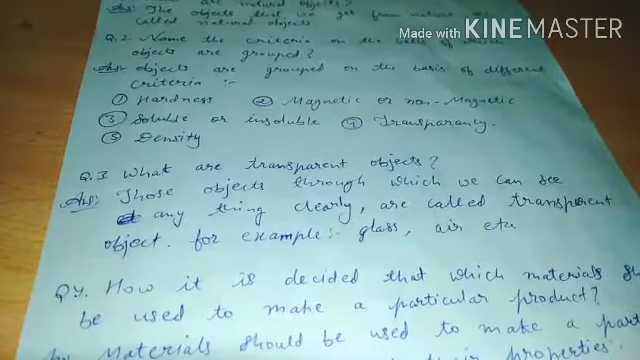 are natural objects?
Ans: The objects that we get from nature
called natural objects
Made with KINEMASTER
Q.2 Name the criteria on the basis of which
objects are grouped?
Ans:- objects are grouped on the basis of different
criteria :-
① Hardness ② Magnetic or non-Magnetic
③ Soluble or insoluble ④ Transparancy.
⑤ Density
Q.3 What are transparent objects?
Ans: Those objects through which we can see
any thing clearly, are called transparent
object. for example:- glass, air etc
Q4. How it is decided that which materials
be used to make a particular product?
Materials should be used to make a
properties.